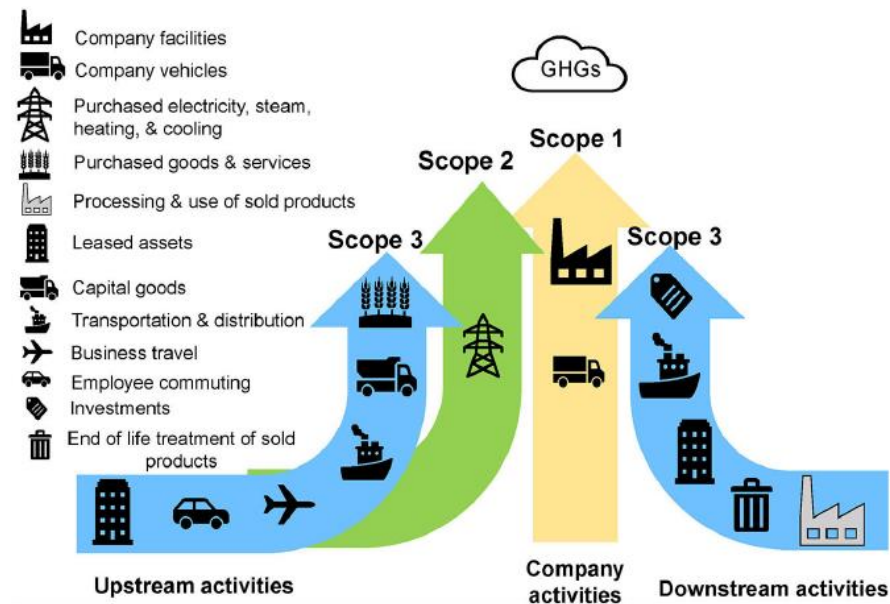 Company facilities
Company vehicles
Purchased electricity, steam,
heating, & cooling
Purchased goods & services
Processing & use of sold products
Leased assets
Capital goods
Transportation & distribution
Business travel
Employee commuting
Investments
End of life treatment of sold
products
GHGs
Scope 1
Scope 2
Scope 3
Scope 3
Upstream activities
Company
activities
Downstream activities